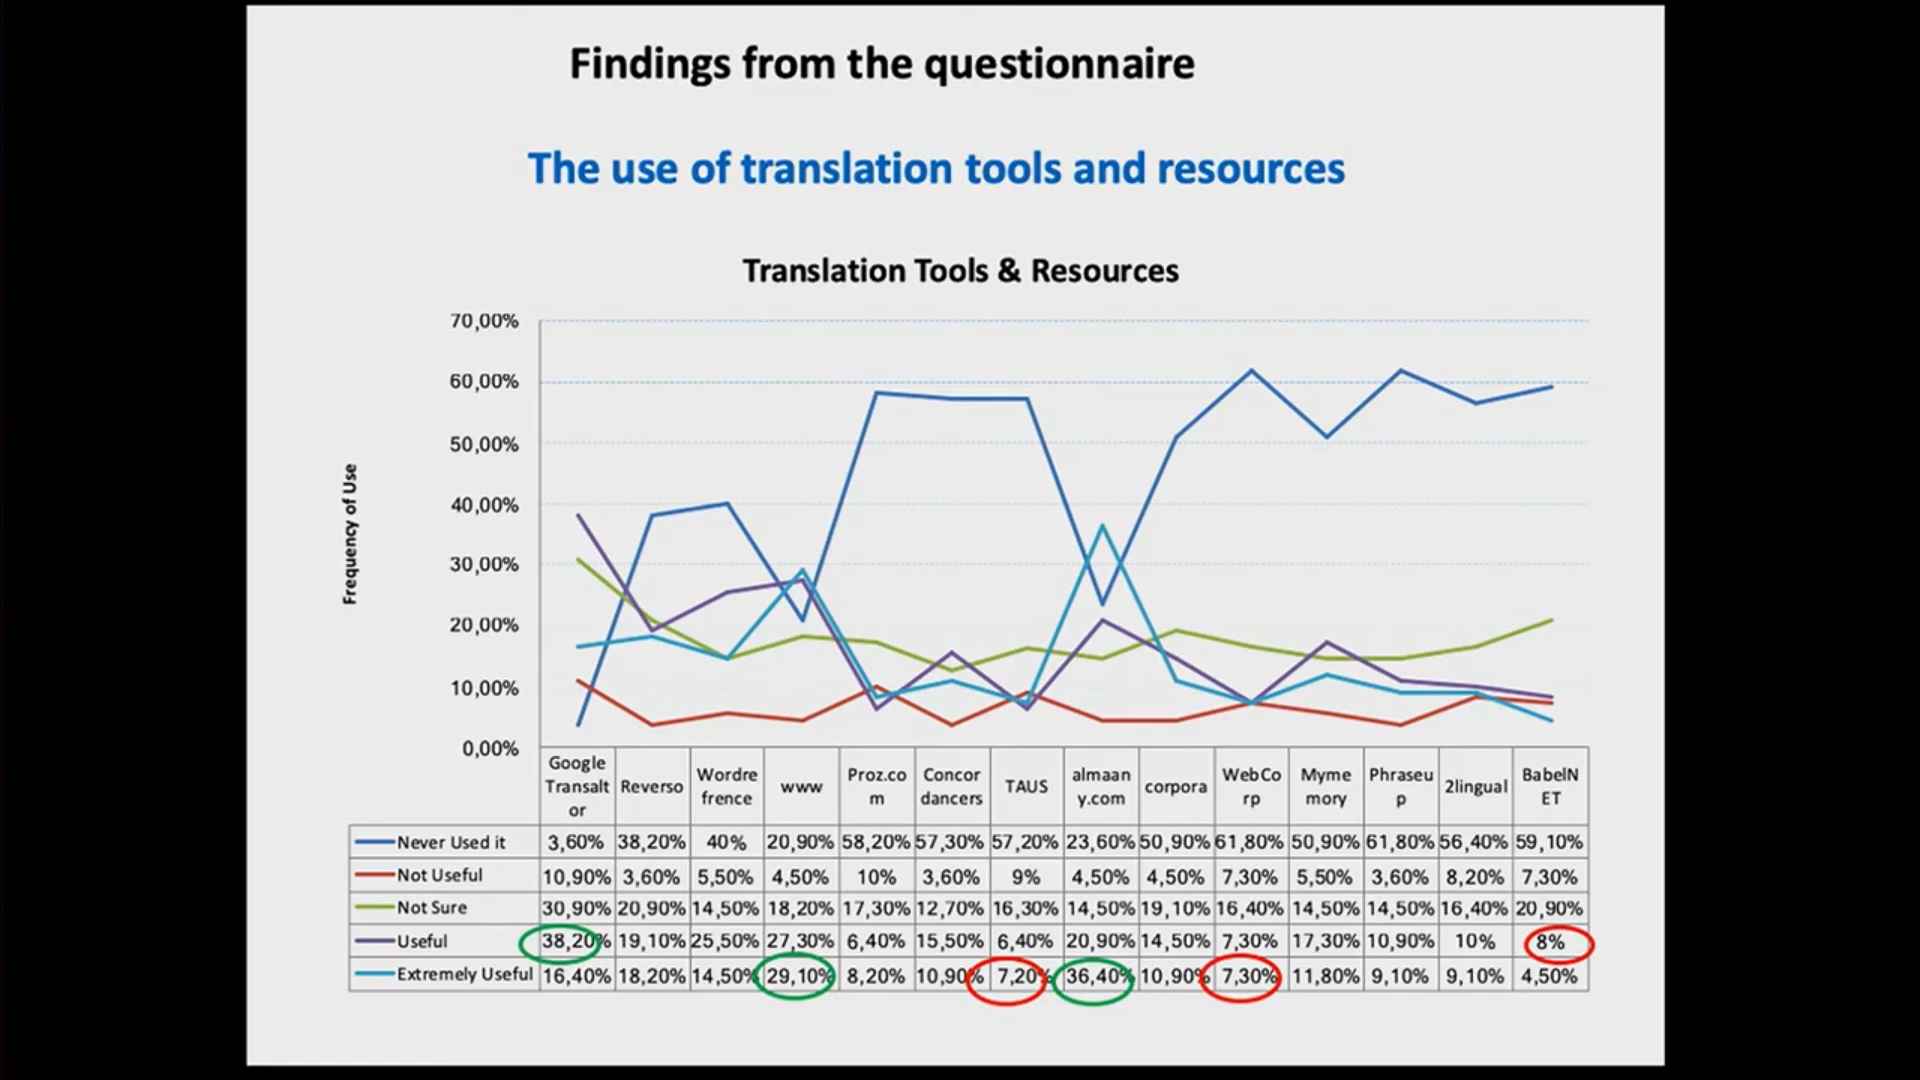 Findings from the questionnaire
The use of translation tools and resources
Translation Tools & Resources
Frequency of Use
70,00%
60,00%
50,00%
40,00%
30,00%
20,00%
10,00%
0,00%
Google Transalt or Reverso Wordre frence www Proz.co m Concor dancers TAUS almaan y.com corpora WebCo rp Myme mory Phraseu p 2lingual BabelN ET
Never Used it 3,60% 38,20% 40% 20,90% 58,20% 57,30% 57,20% 23,60% 50,90% 61,80% 50,90% 61,80% 56,40% 59,10%
Not Useful 10,90% 3,60% 5,50% 4,50% 10% 3,60% 9% 4,50% 4,50% 7,30% 5,50% 3,60% 8,20% 7,30%
Not Sure 30,90% 20,90% 14,50% 18,20% 17,30% 12,70% 16,30% 14,50% 19,10% 16,40% 14,50% 14,50% 16,40% 20,90%
Useful 38,20% 19,10% 25,50% 27,30% 6,40% 15,50% 6,40% 20,90% 14,50% 7,30% 17,30% 10,90% 10% 8%
Extremely Useful 16,40% 18,20% 14,50% 29,10% 8,20% 10,90% 7,20% 36,40% 10,90% 7,30% 11,80% 9,10% 9,10% 4,50%